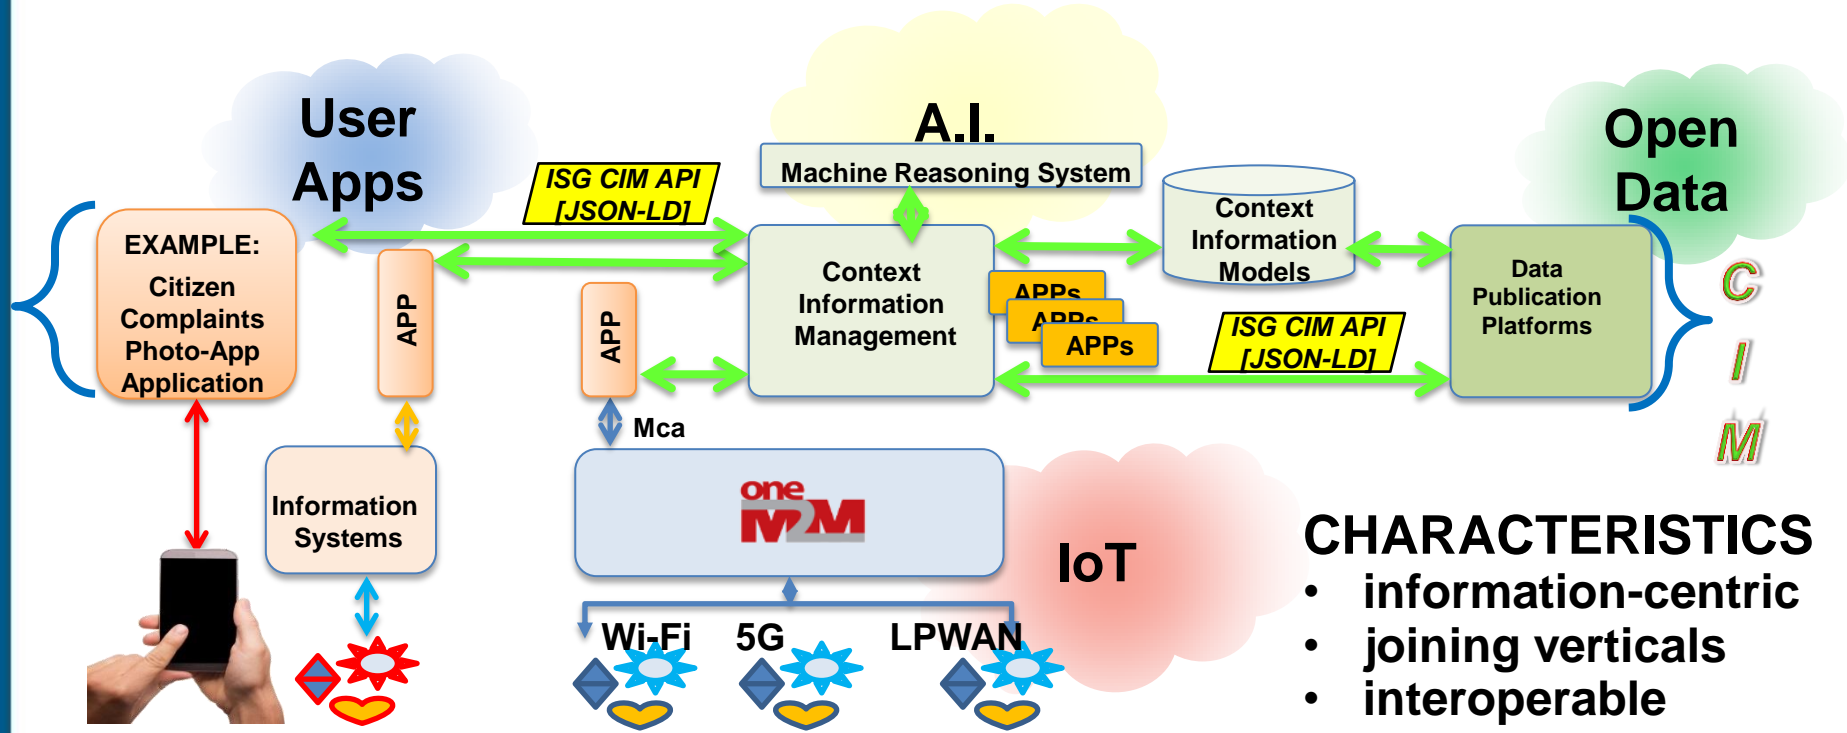 User
Apps
A.I.
Open
Data
ISG CIM API
[JSON-LD]
Machine Reasoning System
EXAMPLE:
Citizen
Complaints
Photo-App
Application
APP
APP
Context
Information
Management
Context
Information
Models
APPs
APPs
APPs
ISG CIM API
[JSON-LD]
Data
Publication
Platforms
C
I
M
Mca
Information
Systems
one
M2M
IoT
Wi-Fi
5G
LPWAN
CHARACTERISTICS
• information-centric
• joining verticals
• interoperable